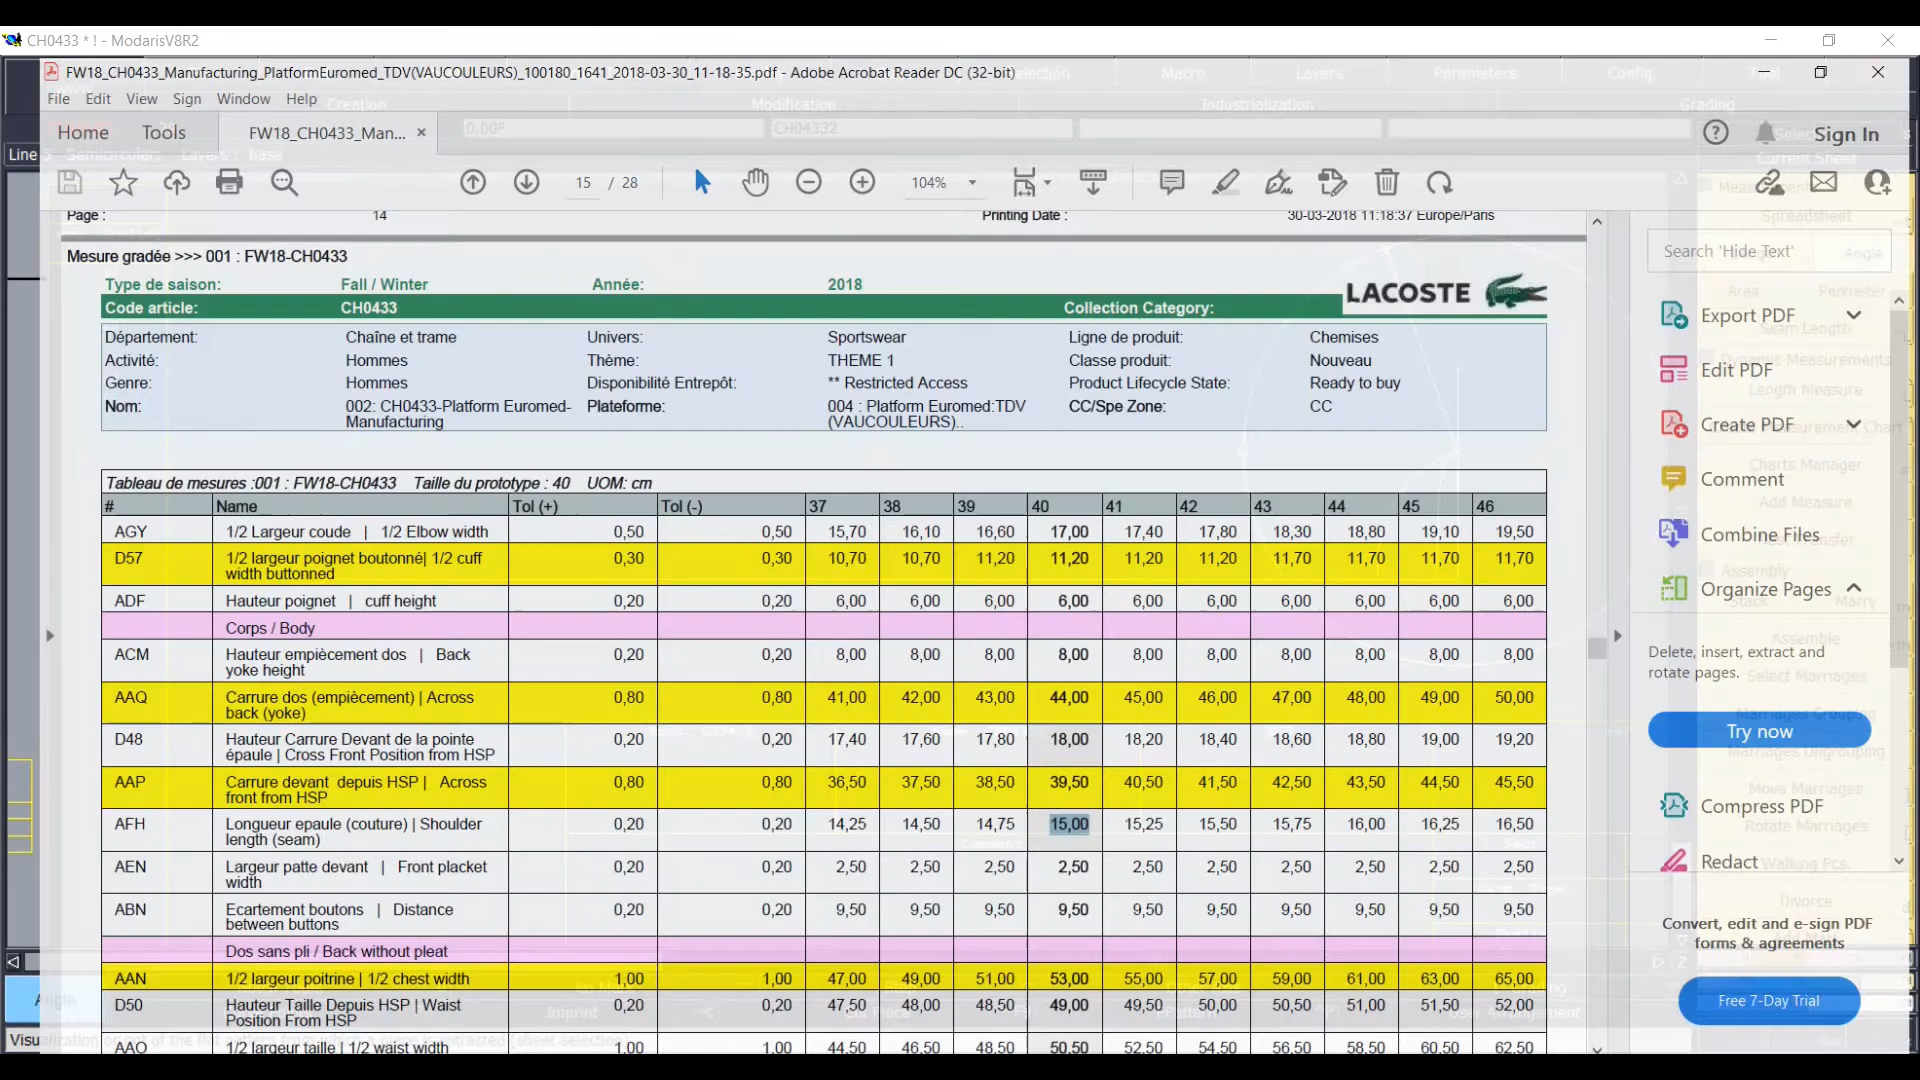 CH0433 * ! - ModarisV8R2
FW18_CH0433_Manufacturing_PlatformEuromed_TDV(VAUCOULEURS)_100180_1641_2018-03-30_11-18-35.pdf - Adobe Acrobat Reader DC (32-bit)
File Edit View Sign Window Help
Home Tools FW18_CH0433_Man... × Sign In
15 / 28 104%
Page : 14 Printing Date : 30-03-2018 11:18:37 Europe/Paris
Mesure gradée >>> 001 : FW18-CH0433
Type de saison: Fall / Winter Année: 2018 LACOSTE
Code article: CH0433 Collection Category:
Département: Chaîne et trame Univers: Sportswear Ligne de produit: Chemises
Activité: Hommes Thème: THEME 1 Classe produit: Nouveau
Genre: Hommes Disponibilité Entrepôt: ** Restricted Access Product Lifecycle State: Ready to buy
Nom: 002: CH0433-Platform Euromed- Plateforme: 004 : Platform Euromed:TDV CC/Spe Zone: CC
Manufacturing (VAUCOULEURS)..
Tableau de mesures :001 : FW18-CH0433 Taille du prototype : 40 UOM: cm
# Name Tol (+) Tol (-) 37 38 39 40 41 42 43 44 45 46
AGY 1/2 Largeur coude | 1/2 Elbow width 0,50 0,50 15,70 16,10 16,60 17,00 17,40 17,80 18,30 18,80 19,10 19,50
D57 1/2 largeur poignet boutonné| 1/2 cuff 0,30 0,30 10,70 10,70 11,20 11,20 11,20 11,20 11,70 11,70 11,70 11,70
width buttonned
ADF Hauteur poignet | cuff height 0,20 0,20 6,00 6,00 6,00 6,00 6,00 6,00 6,00 6,00 6,00 6,00
Corps / Body
ACM Hauteur empiècement dos | Back 0,20 0,20 8,00 8,00 8,00 8,00 8,00 8,00 8,00 8,00 8,00 8,00
yoke height
AAQ Carrure dos (empiècement) | Across 0,80 0,80 41,00 42,00 43,00 44,00 45,00 46,00 47,00 48,00 49,00 50,00
back (yoke)
D48 Hauteur Carrure Devant de la pointe 0,20 0,20 17,40 17,60 17,80 18,00 18,20 18,40 18,60 18,80 19,00 19,20
épaule | Cross Front Position from HSP
AAP Carrure devant depuis HSP | Across 0,80 0,80 36,50 37,50 38,50 39,50 40,50 41,50 42,50 43,50 44,50 45,50
front from HSP
AFH Longueur epaule (couture) | Shoulder 0,20 0,20 14,25 14,50 14,75 15,00 15,25 15,50 15,75 16,00 16,25 16,50
length (seam)
AEN Largeur patte devant | Front placket 0,20 0,20 2,50 2,50 2,50 2,50 2,50 2,50 2,50 2,50 2,50 2,50
width
ABN Ecartement boutons | Distance 0,20 0,20 9,50 9,50 9,50 9,50 9,50 9,50 9,50 9,50 9,50 9,50
between buttons
Dos sans pli / Back without pleat
AAN 1/2 largeur poitrine | 1/2 chest width 1,00 1,00 47,00 49,00 51,00 53,00 55,00 57,00 59,00 61,00 63,00 65,00
D50 Hauteur Taille Depuis HSP | Waist 0,20 0,20 47,50 48,00 48,50 49,00 49,50 50,00 50,50 51,00 51,50 52,00
Position From HSP
AAO 1/2 largeur taille | 1/2 waist width 1,00 1,00 44,50 46,50 48,50 50,50 52,50 54,50 56,50 58,50 60,50 62,50
Search 'Hide Text'
Export PDF
Edit PDF
Create PDF
Comment
Combine Files
Organize Pages
Delete, insert, extract and
rotate pages.
Try now
Compress PDF
Redact
Convert, edit and e-sign PDF
forms & agreements
Free 7-Day Trial